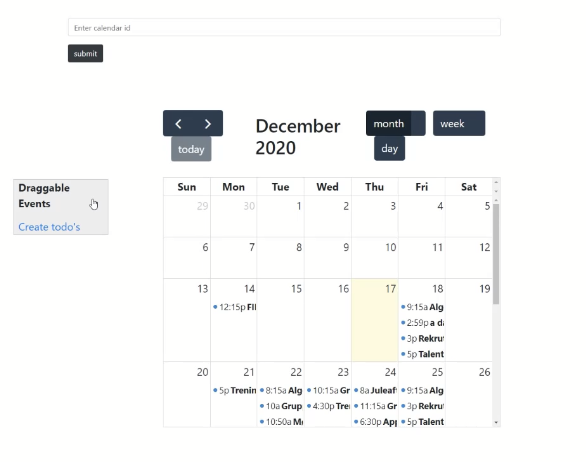 Enter calendar id
submit
December 2020
month week
today day
Draggable
Events
Create todo's
Sun Mon Tue Wed Thu Fri Sat
29 30 1 2 3 4 5
6 7 8 9 10 11 12
13 14 15 16 17 18 19
12:15p 9:15a Alg
2:59p a da
3p Rekru
5p Talent
20 21 22 23 24 25 26
5p Trenin 8:15a Alg 10:15a Gr 8a Juleaf 9:15a Alg
10a Grup 4:30p Tre 11:15a Gr 3p Rekru
10:50a 6:30p App 5p Talent